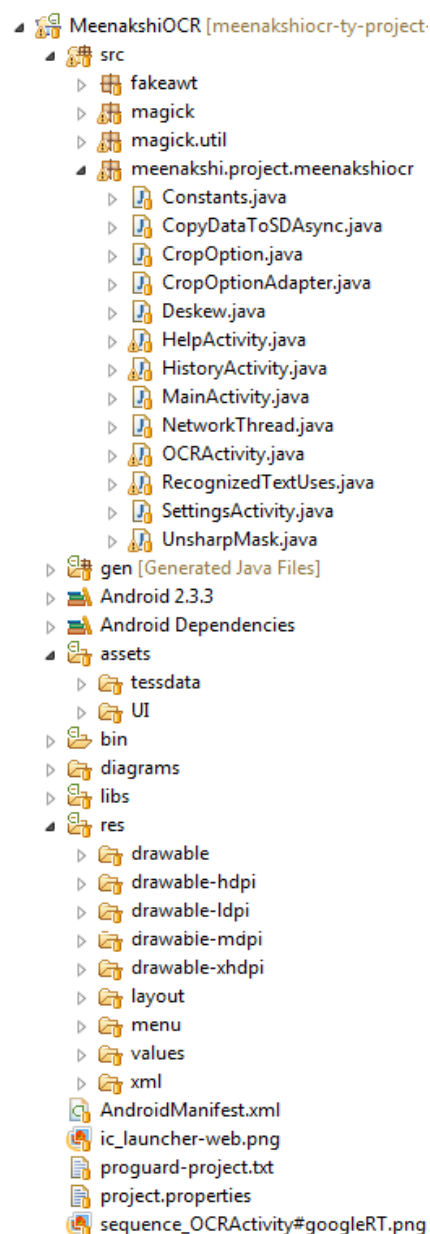 MeenakshiOCR [meenakshiocr-ty-project-
src
fakeawt
magick
magick.util
meenakshi.project.meenakshiocr
Constants.java
CopyDataToSDAsync.java
CropOption.java
CropOptionAdapter.java
Deskew.java
HelpActivity.java
HistoryActivity.java
MainActivity.java
NetworkThread.java
OCRActivity.java
RecognizedTextUses.java
SettingsActivity.java
UnsharpMask.java
gen [Generated Java Files]
Android 2.3.3
Android Dependencies
assets
tessdata
UI
bin
diagrams
libs
res
drawable
drawable-hdpi
drawable-ldpi
drawable-mdpi
drawable-xhdpi
layout
menu
values
xml
AndroidManifest.xml
ic_launcher-web.png
proguard-project.txt
project.properties
sequence_OCRActivity#googleRT.png